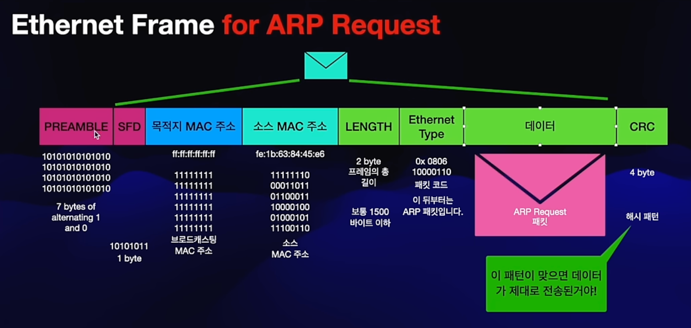 Ethernet Frame for ARP Request
PREAMBLE
SFD
목적지 MAC 주소
소스 MAC 주소
LENGTH
Ethernet
Type
데이터
CRC
10101010101010
10101010101010
10101010101010
10101010101010
7 bytes of
alternating 1
and 0
10101011
1 byte
ff:ff:ff:ff:ff:ff
11111111
11111111
11111111
11111111
11111111
11111111
브로드캐스팅
MAC 주소
fe:1b:63:84:45:e6
11111110
00011011
01100011
10000100
01000101
11100110
소스
MAC 주소
2 byte
프레임의 총
길이
보통 1500
바이트 이하
0x 0806
10000110
패킷 코드
이 뒤부터는
ARP 패킷입니다.
ARP Request
패킷
4 byte
해시 패턴
이 패턴이 맞으면 데이터
가 제대로 전송된거야!